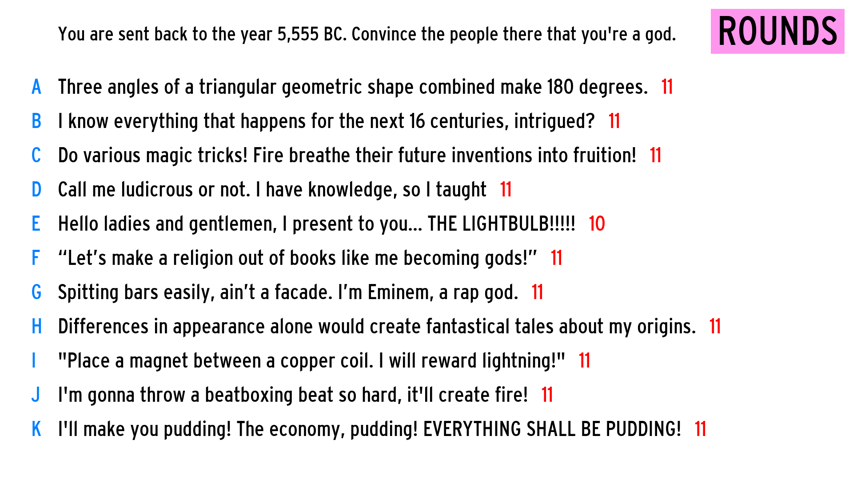 You are sent back to the year 5,555 BC. Convince the people there that you're a god.
ROUNDS
A Three angles of a triangular geometric shape combined make 180 degrees. 11
B I know everything that happens for the next 16 centuries, intrigued? 11
C Do various magic tricks! Fire breathe their future inventions into fruition! 11
D Call me ludicrous or not. I have knowledge, so I taught 11
E Hello ladies and gentlemen, I present to you... THE LIGHTBULB!!!!! 10
F “Let’s make a religion out of books like me becoming gods!” 11
G Spitting bars easily, ain’t a facade. I’m Eminem, a rap god. 11
H Differences in appearance alone would create fantastical tales about my origins. 11
I "Place a magnet between a copper coil. I will reward lightning!" 11
J I'm gonna throw a beatboxing beat so hard, it'll create fire! 11
K I'll make you pudding! The economy, pudding! EVERYTHING SHALL BE PUDDING! 11